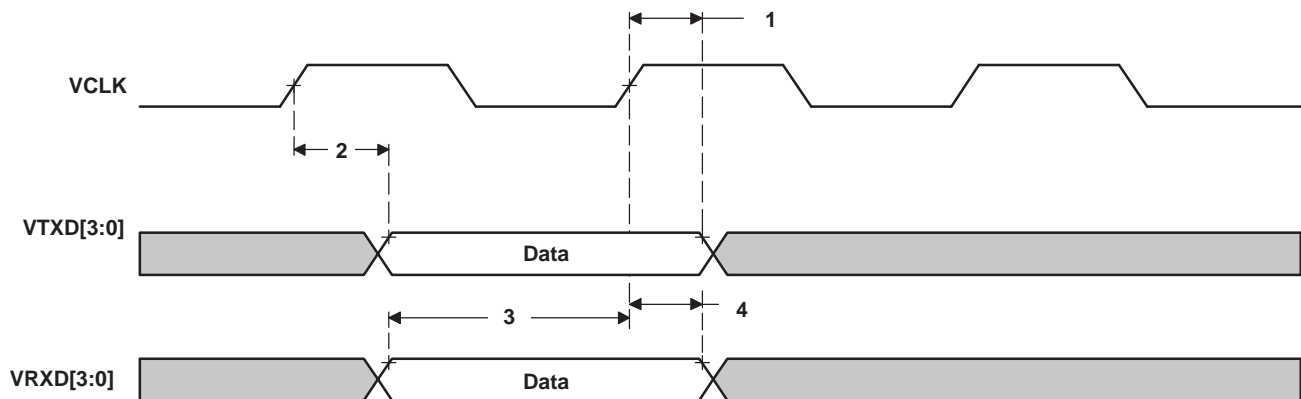 1
VCLK
2
VTXD[3:0]
Data
3
4
VRXD[3:0]
Data